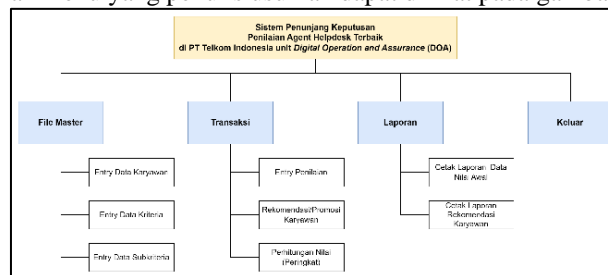 Sistem Penunjang Keputusan
Penilaian Agent Helpdesk Terbaik
di PT Telkom Indonesia unit Digital Operation and Assurance (DOA)
File Master
Transaksi
Laporan
Keluar
Entry Data Karyawan
Entry Penilaian
Cetak Laporan Data
Nilai Awal
Entry Data Kriteria
Rekomendasi/Promosi
Karyawan
Cetak Laporan
Rekomendasi
Karyawan
Entry Data Subkriteria
Perhitungan Nilai
(Peringkat)